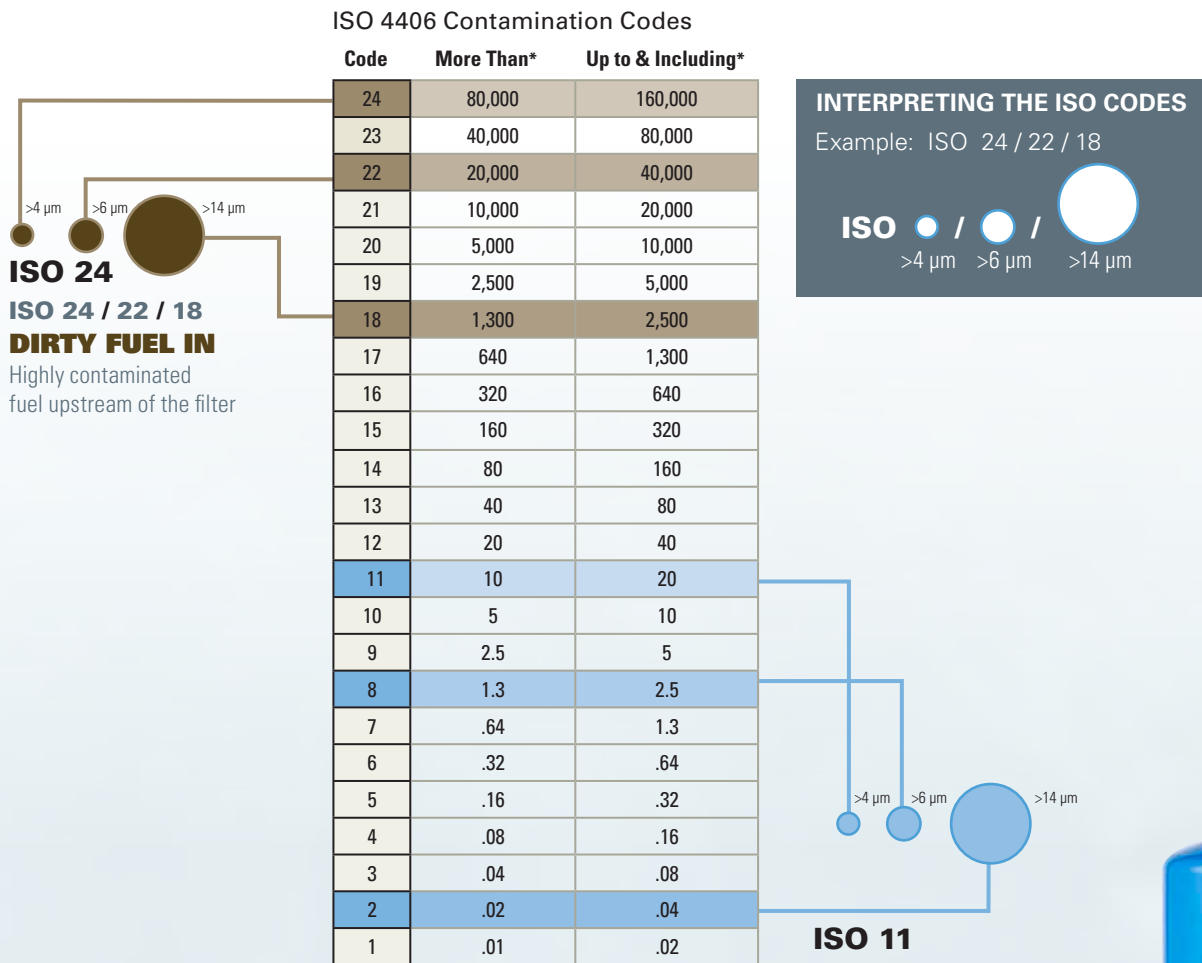 ISO 4406 Contamination Codes
Code More Than* Up to & Including*
24 80,000 160,000
23 40,000 80,000
22 20,000 40,000
21 10,000 20,000
20 5,000 10,000
19 2,500 5,000
18 1,300 2,500
17 640 1,300
16 320 640
15 160 320
14 80 160
13 40 80
12 20 40
11 10 20
10 5 10
9 2.5 5
8 1.3 2.5
7 .64 1.3
6 .32 .64
5 .16 .32
4 .08 .16
3 .04 .08
2 .02 .04
1 .01 .02
>4 µm >6 µm >14 µm
ISO 24
ISO 24 / 22 / 18
DIRTY FUEL IN
Highly contaminated
fuel upstream of the filter
INTERPRETING THE ISO CODES
Example: ISO 24 / 22 / 18
ISO / /
>4 µm >6 µm >14 µm
>4 µm >6 µm >14 µm
ISO 11